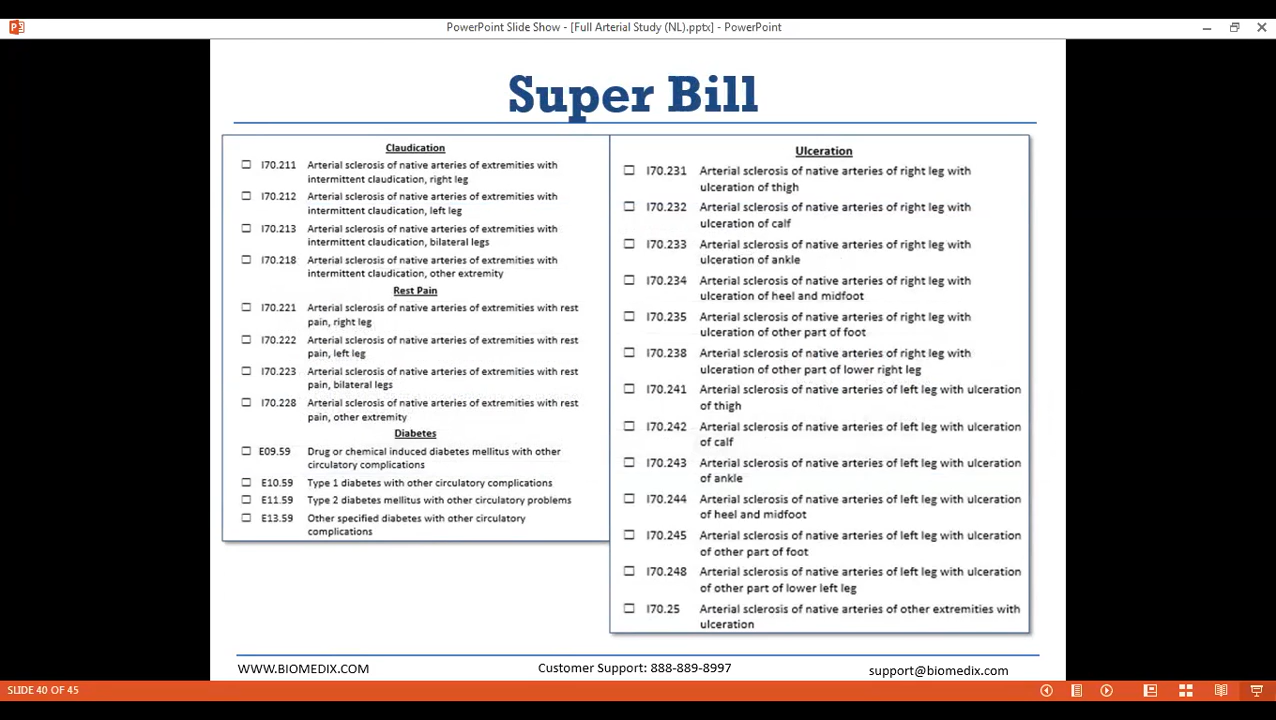 PowerPoint Slide Show - [Full Arterial Study (NL).pptx] - PowerPoint
Super Bill
Claudication
I70.211 Arterial sclerosis of native arteries of extremities with
intermittent claudication, right leg
I70.212 Arterial sclerosis of native arteries of extremities with
intermittent claudication, left leg
I70.213 Arterial sclerosis of native arteries of extremities with
intermittent claudication, bilateral legs
I70.218 Arterial sclerosis of native arteries of extremities with
intermittent claudication, other extremity
Rest Pain
I70.221 Arterial sclerosis of native arteries of extremities with rest
pain, right leg
I70.222 Arterial sclerosis of native arteries of extremities with rest
pain, left leg
I70.223 Arterial sclerosis of native arteries of extremities with rest
pain, bilateral legs
I70.228 Arterial sclerosis of native arteries of extremities with rest
pain, other extremity
Diabetes
E09.59 Drug or chemical induced diabetes mellitus with other
circulatory complications
E10.59 Type 1 diabetes with other circulatory complications
E11.59 Type 2 diabetes mellitus with other circulatory problems
E13.59 Other specified diabetes with other circulatory
complications
Ulceration
I70.231 Arterial sclerosis of native arteries of right leg with
ulceration of thigh
I70.232 Arterial sclerosis of native arteries of right leg with
ulceration of calf
I70.233 Arterial sclerosis of native arteries of right leg with
ulceration of ankle
I70.234 Arterial sclerosis of native arteries of right leg with
ulceration of heel and midfoot
I70.235 Arterial sclerosis of native arteries of right leg with
ulceration of other part of foot
I70.238 Arterial sclerosis of native arteries of right leg with
ulceration of other part of lower right leg
I70.241 Arterial sclerosis of native arteries of left leg with ulceration
of thigh
I70.242 Arterial sclerosis of native arteries of left leg with ulceration
of calf
I70.243 Arterial sclerosis of native arteries of left leg with ulceration
of ankle
I70.244 Arterial sclerosis of native arteries of left leg with ulceration
of heel and midfoot
I70.245 Arterial sclerosis of native arteries of left leg with ulceration
of other part of foot
I70.248 Arterial sclerosis of native arteries of left leg with ulceration
of other part of lower left leg
I70.25 Arterial sclerosis of native arteries of other extremities with
ulceration
WWW.BIOMEDIX.COM
Customer Support: 888-889-8997
support@biomedix.com
SLIDE 40 OF 45